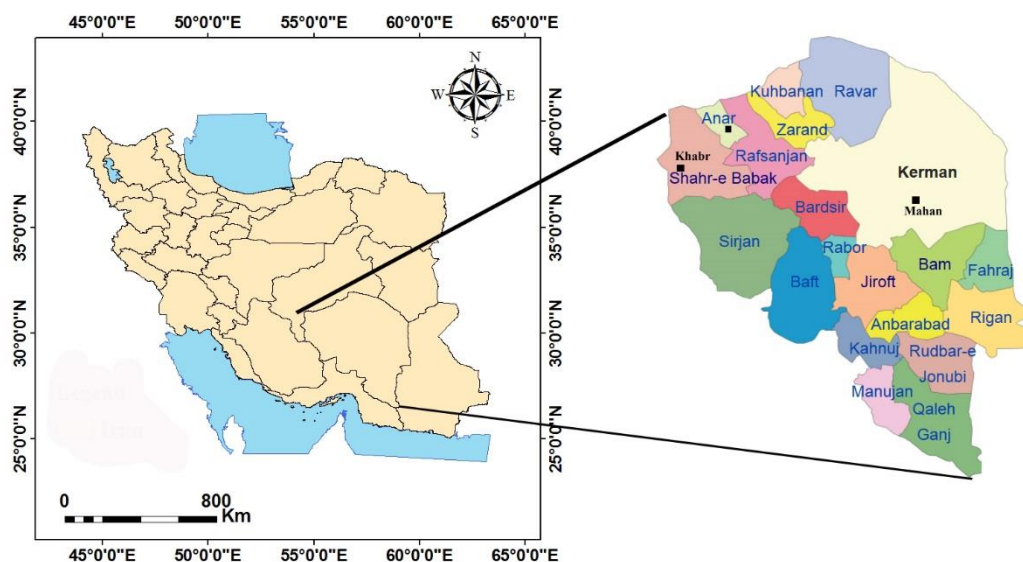 45°0'0"E 50°0'0"E 55°0'0"E 60°0'0"E 65°0'0"E
N
W E
S
40°0'0"N
35°0'0"N
30°0'0"N
25°0'0"N
40°0'0"N
35°0'0"N
30°0'0"N
25°0'0"N
0 800
Km
45°0'0"E 50°0'0"E 55°0'0"E 60°0'0"E 65°0'0"E
Kuhbanan
Ravar
Anar
Zarand
Khabr
Rafsanjan
Shahr-e Babak
Kerman
Bardsir
Mahan
Sirjan
Rabor
Bam
Fahraj
Baft
Jiroft
Anbarabad
Rigan
Kahnuj
Rudbar-e
Jonubi
Manujan
Qaleh
Ganj